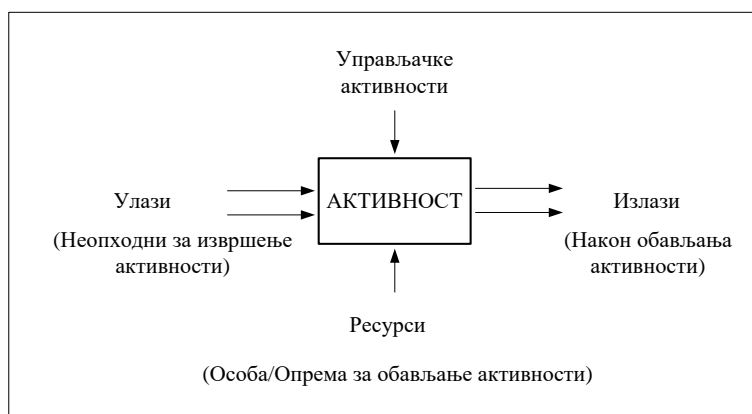 Управљачке
активности
Улази
(Неопходни за извршење
активности)
АКТИВНОСТ
Излази
(Након обављања
активности)
Ресурси
(Особа/Опрема за обављање активности)